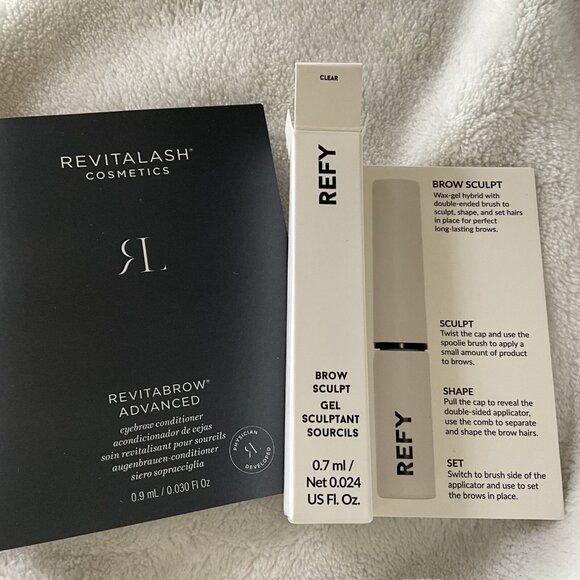 REVITALASH®
COSMETICS
RL
REVITABROW®
ADVANCED
eyebrow conditioner
acondicionador de cejas
soin revitalisant pour sourcils
augenbrauen-conditioner
siero sopracciglia
0.9 mL / 0.030 Fl Oz
PHYSICIAN
R
DEVELOPED
CLEAR
REFY
BROW
SCULPT
GEL
SCULPTANT
SOURCILS
0.7 ml /
Net 0.024
US Fl. Oz.
BROW SCULPT
Wax-gel hybrid with
double-ended brush to
sculpt, shape, and set hairs
in place for perfect
long-lasting brows.
SCULPT
Twist the cap and use the
spoolie brush to apply a
small amount of product
to brows.
SHAPE
Pull the cap to reveal the
double-sided applicator,
use the comb to separate
and shape the brow hairs.
SET
Switch to brush side of the
applicator and use to set
the brows in place.
REFY